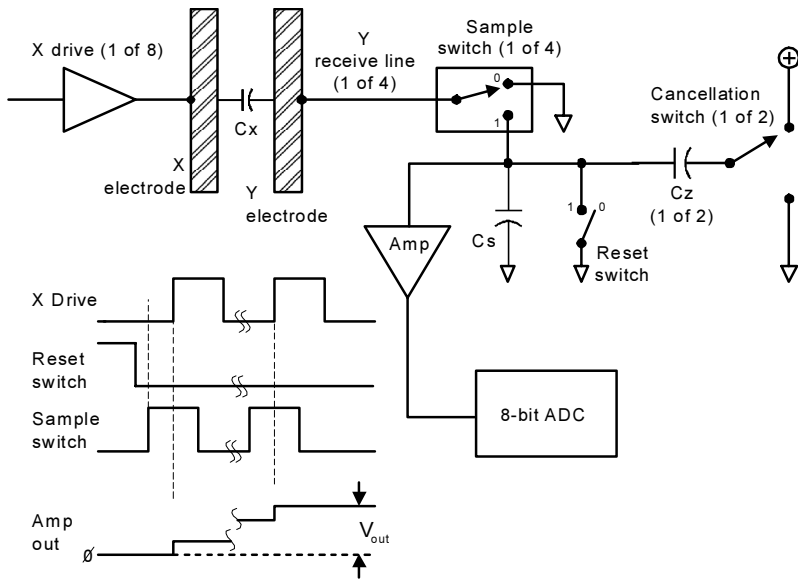 X drive (1 of 8)
Y
receive line
(1 of 4)
Sample
switch (1 of 4)
0
1
Cancellation
switch (1 of 2)
Cx
X
electrode
Y
electrode
Cz
(1 of 2)
Amp
Cs
1
0
Reset
switch
X Drive
Reset
switch
Sample
switch
8-bit ADC
Amp
out
Ø
Vout